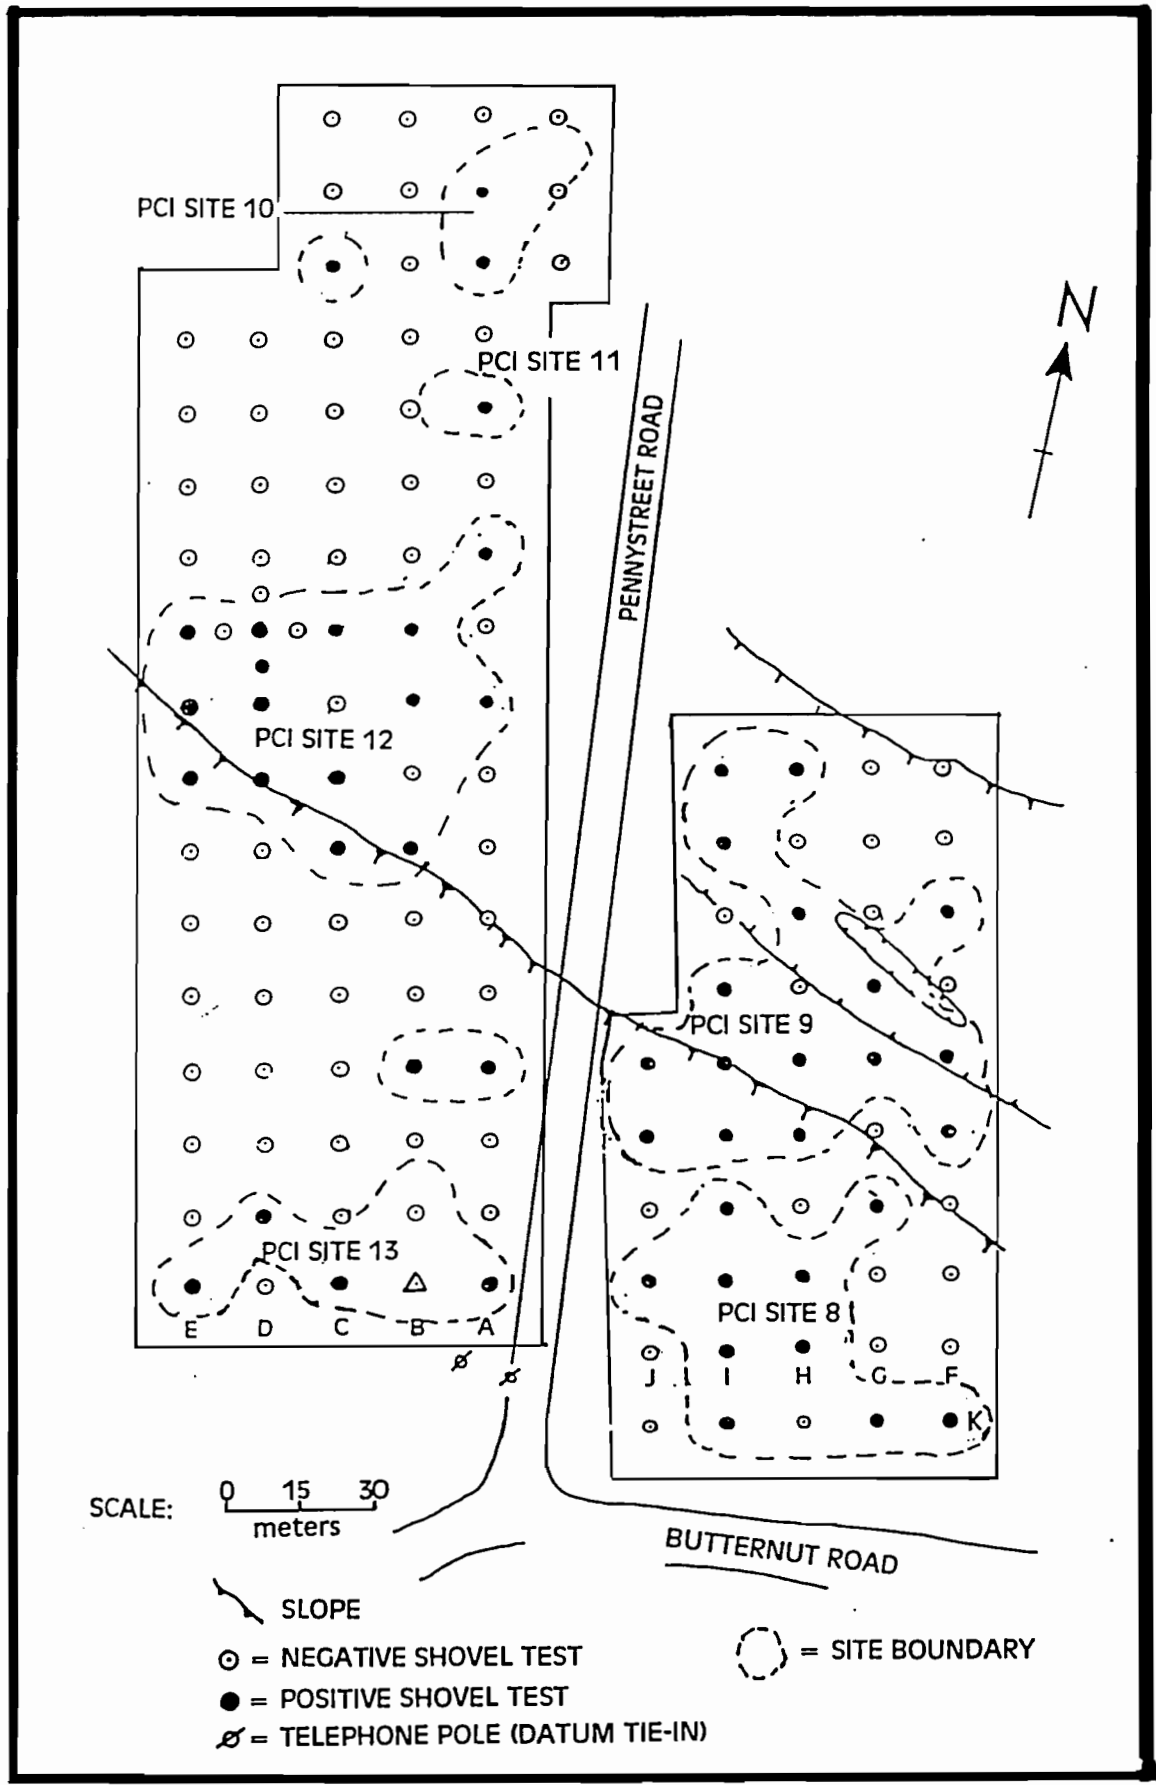 PCI SITE 10
N
PCI SITE 11
PENNYSTREET ROAD
PCI SITE 12
PCI SITE 9
PCI SITE 13
PCI SITE 8
E D C B A
J I H G F
K
SCALE: 0 15 30
meters
BUTTERNUT ROAD
SLOPE
= NEGATIVE SHOVEL TEST
= SITE BOUNDARY
= POSITIVE SHOVEL TEST
= TELEPHONE POLE (DATUM TIE-IN)